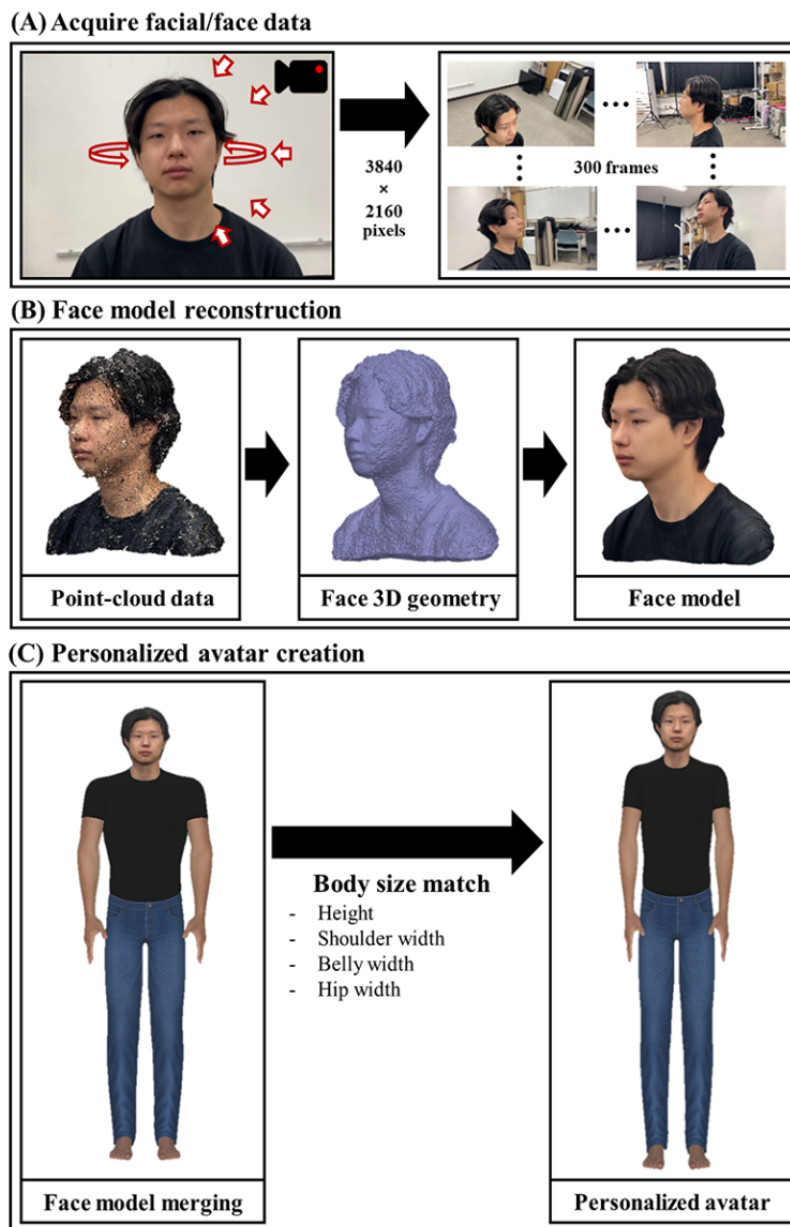 (A) Acquire facial/face data
3840
×
2160
pixels
300 frames
(B) Face model reconstruction
Point-cloud data
Face 3D geometry
Face model
(C) Personalized avatar creation
Body size match
- Height
- Shoulder width
- Belly width
- Hip width
Face model merging
Personalized avatar